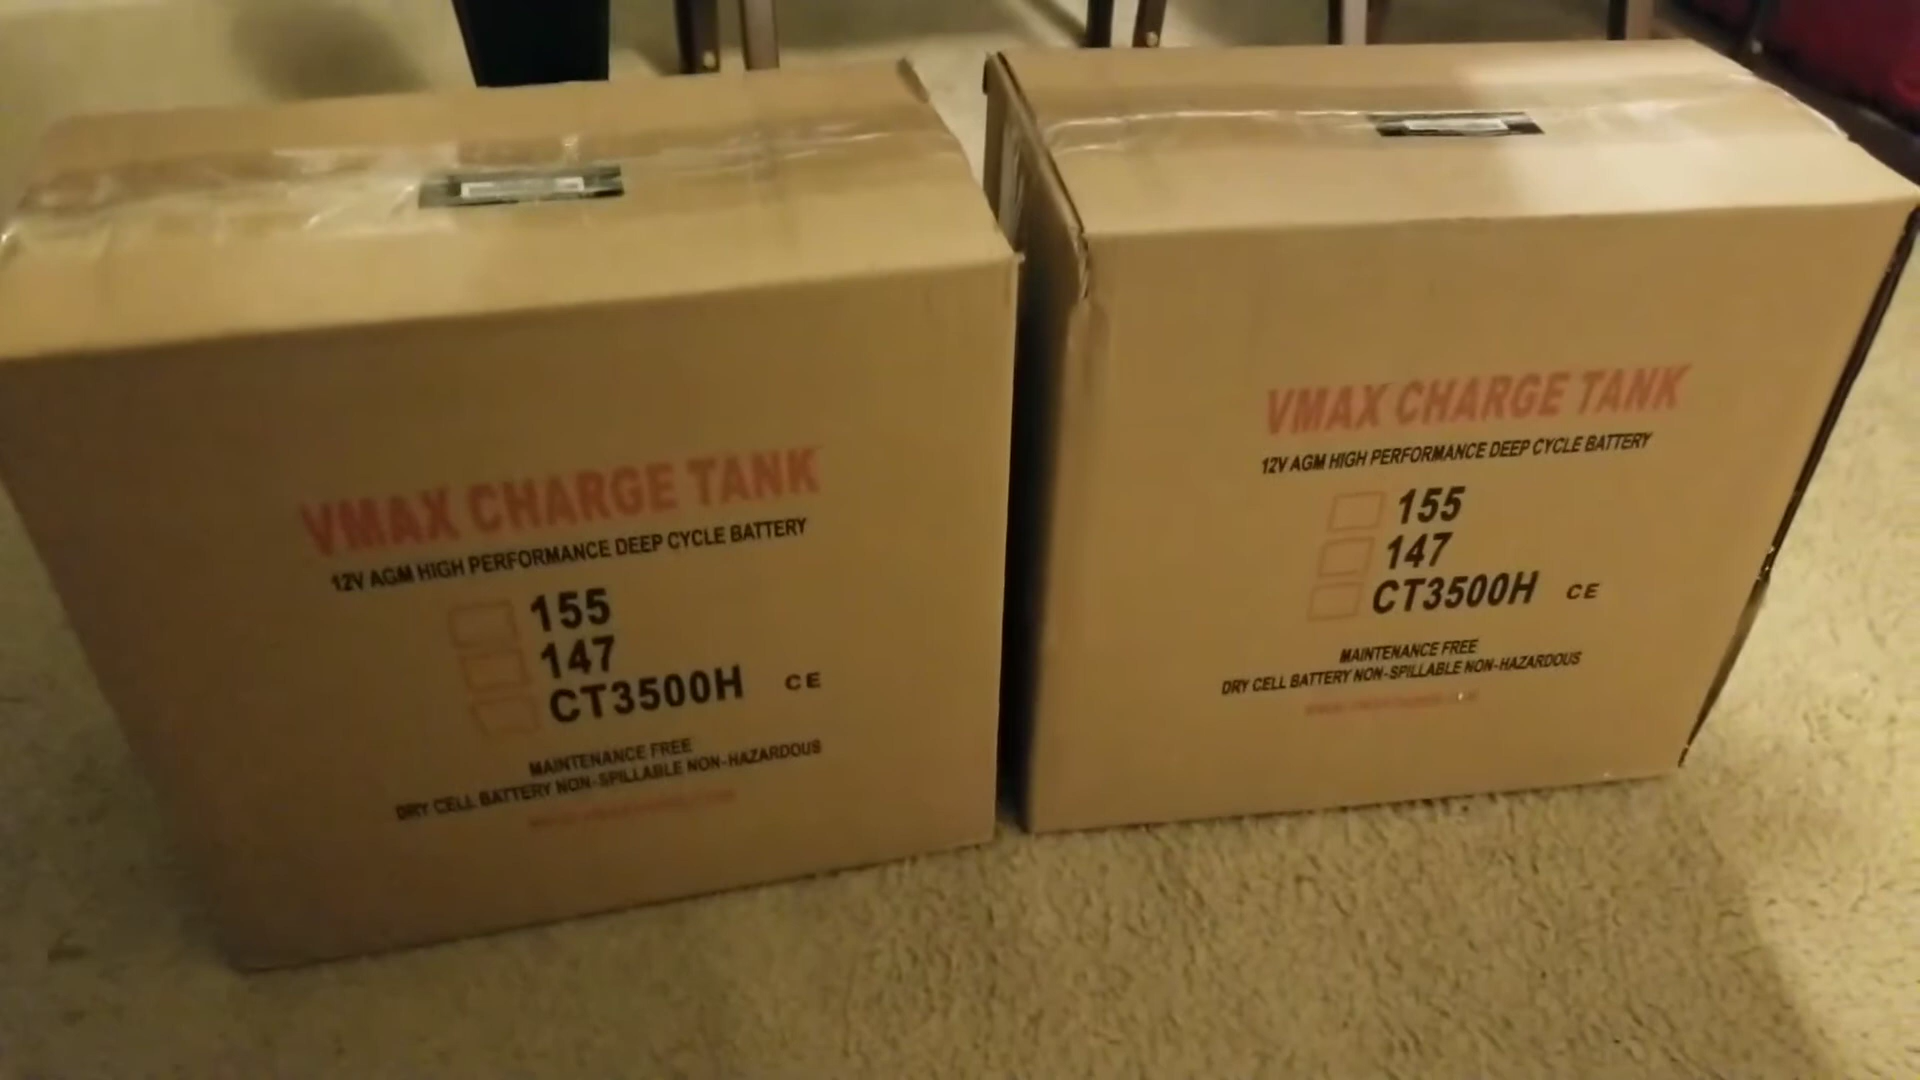 VMAX CHARGE TANK
12V AGM HIGH PERFORMANCE DEEP CYCLE BATTERY
155
147
CT3500H CE
MAINTENANCE FREE
DRY CELL BATTERY NON-SPILLABLE NON-HAZARDOUS
VMAX CHARGE TANK
12V AGM HIGH PERFORMANCE DEEP CYCLE BATTERY
155
147
CT3500H CE
MAINTENANCE FREE
DRY CELL BATTERY NON-SPILLABLE NON-HAZARDOUS